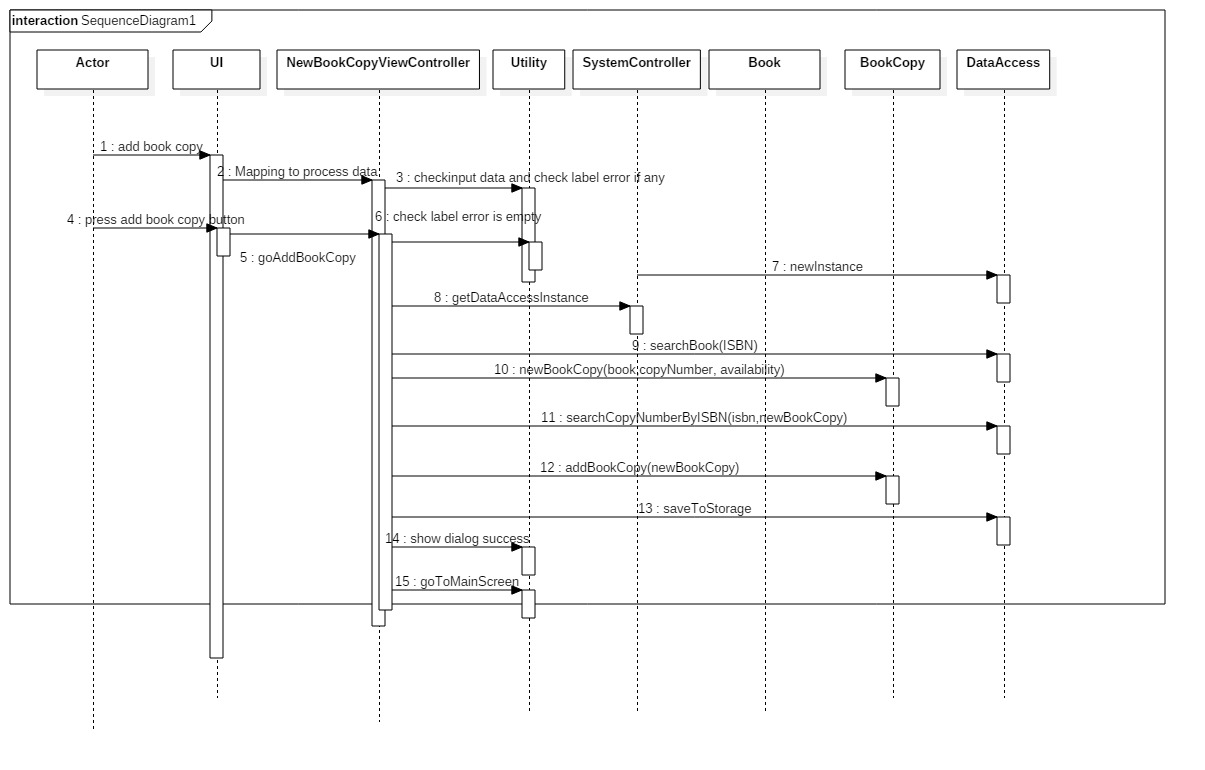 interaction SequenceDiagram1
Actor
UI
NewBookCopyViewController
Utility
SystemController
Book
BookCopy
DataAccess
1 : add book copy
2 : Mapping to process data
3 : checkinput data and check label error if any
4 : press add book copy button
6 : check label error is empty
5 : goAddBookCopy
7 : newInstance
8 : getDataAccessInstance
9 : searchBook(ISBN)
10 : newBookCopy(book,copyNumber, availability)
11 : searchCopyNumberByISBN(isbn,newBookCopy)
12 : addBookCopy(newBookCopy)
13 : saveToStorage
14 : show dialog success
15 : goToMainScreen